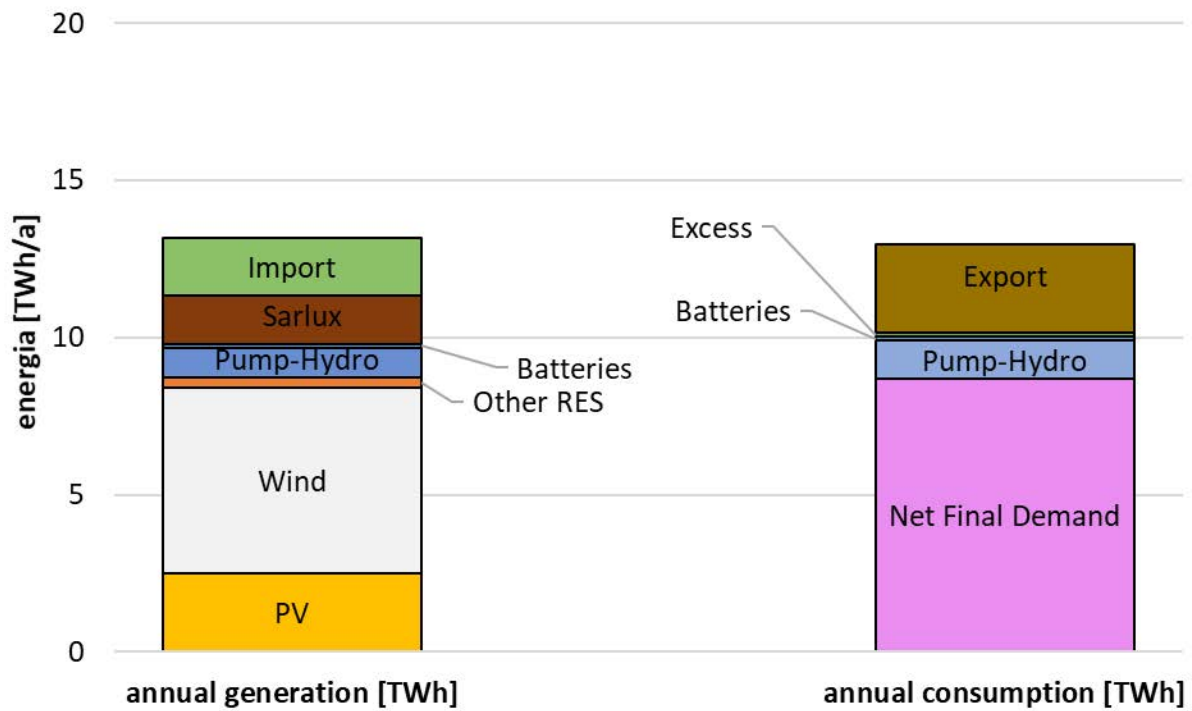 20
15
10
5
0
energia [TWh/a]
Import
Sarlux
Pump-Hydro
Batteries
Other RES
Wind
PV
Excess
Batteries
Export
Pump-Hydro
Net Final Demand
annual generation [TWh]
annual consumption [TWh]